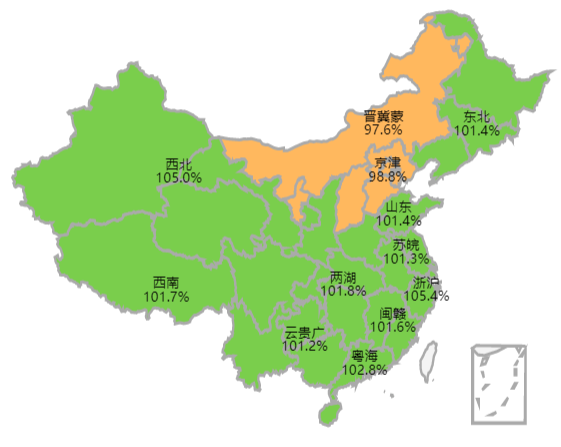 晋冀蒙
97.6%
东北
101.4%
京津
98.8%
西北
105.0%
山东
101.4%
苏皖
101.3%
西南
101.7%
两湖
101.8%
浙沪
105.4%
闽赣
101.6%
云贵广
101.2%
粤海
102.8%